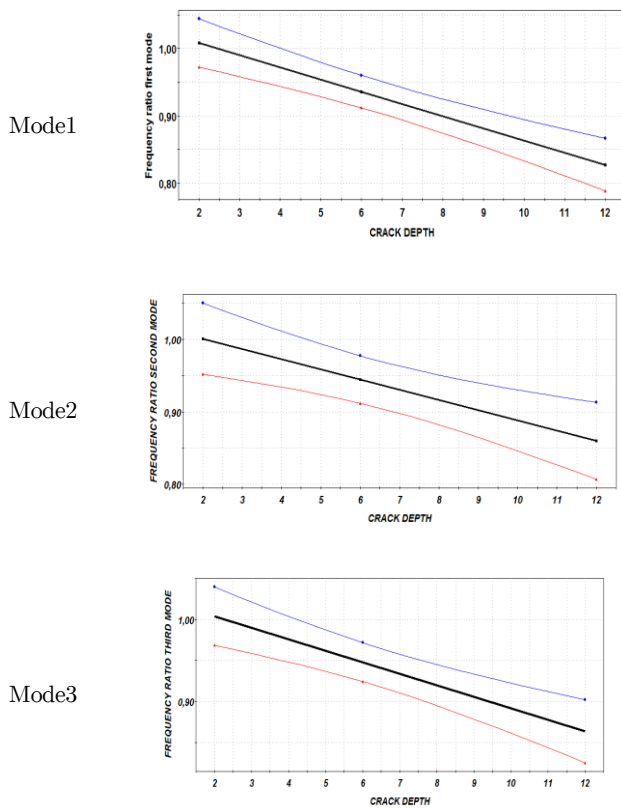 Mode1
Frequency ratio first mode
1,00
0,90
0,80
2 3 4 5 6 7 8 9 10 11 12
CRACK DEPTH
Mode2
FREQUENCY RATIO SECOND MODE
1,00
0,90
0,80
2 3 4 5 6 7 8 9 10 11 12
CRACK DEPTH
Mode3
FREQUENCY RATIO THIRD MODE
1,00
0,90
2 3 4 5 6 7 8 9 10 11 12
CRACK DEPTH